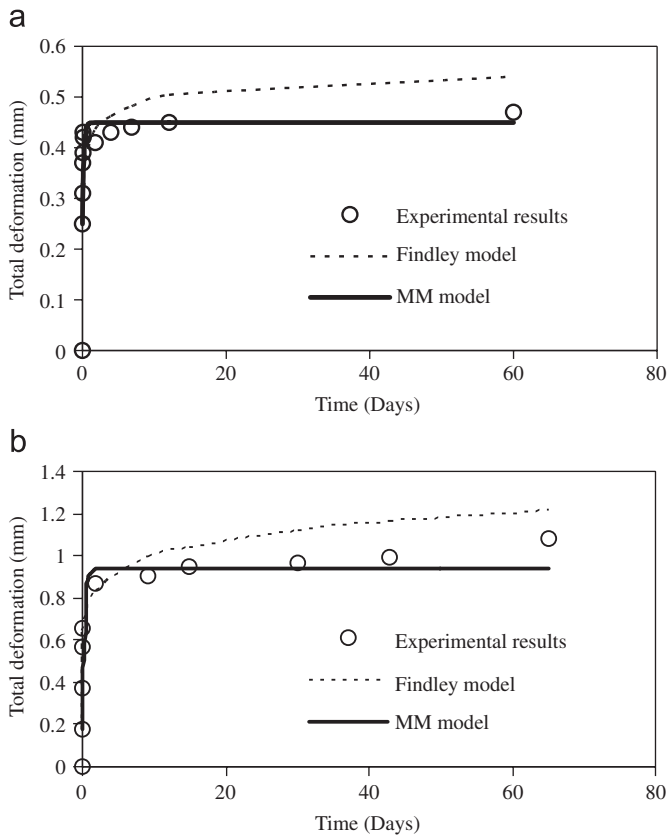 a
Total deformation (mm)
0.6
0.5
0.4
0.3
0.2
0.1
0
Experimental results
Findley model
MM model
0 20 40 60 80
Time (Days)
b
Total deformation (mm)
1.4
1.2
1
0.8
0.6
0.4
0.2
0
Experimental results
Findley model
MM model
0 20 40 60 80
Time (Days)